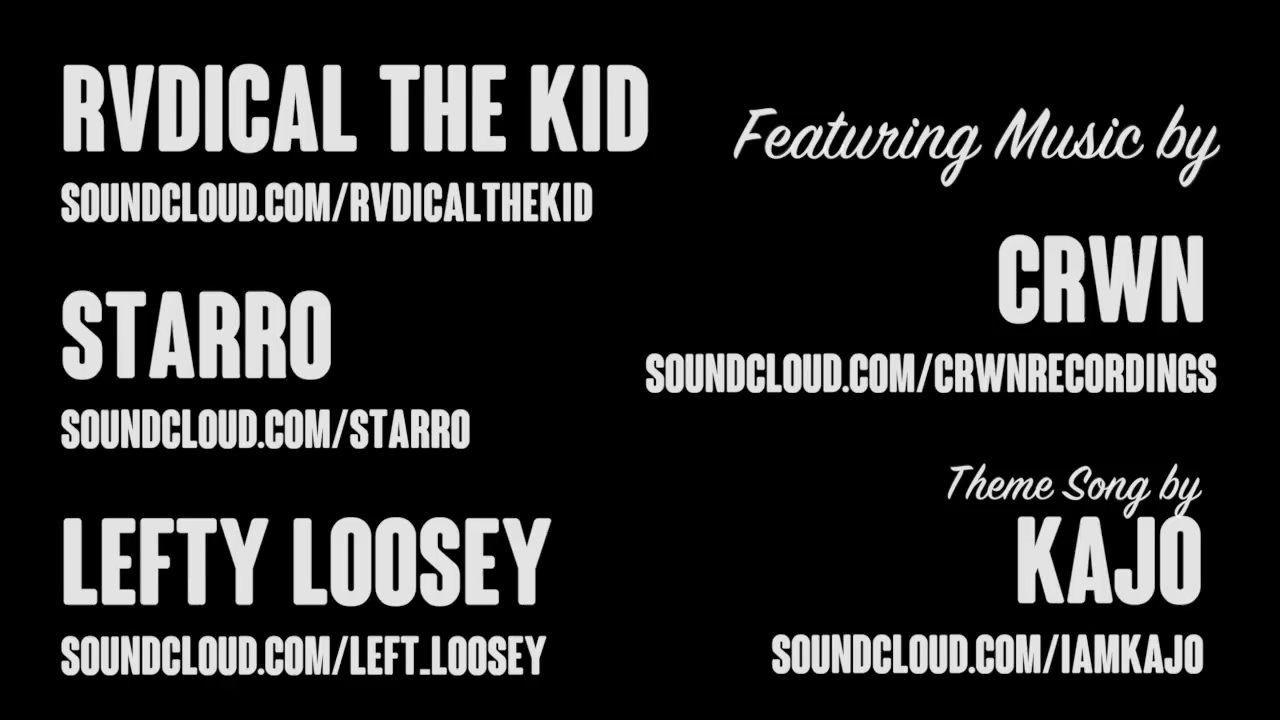 RVDICAL THE KID
SOUNDCLOUD.COM/RVDICALTHEKID
STARRO
SOUNDCLOUD.COM/STARRO
LEFTY LOOSEY
SOUNDCLOUD.COM/LEFT_LOOSEY
Featuring Music by
CRWN
SOUNDCLOUD.COM/CRWNRECORDINGS
Theme Song by
KAJO
SOUNDCLOUD.COM/IAMKAJO